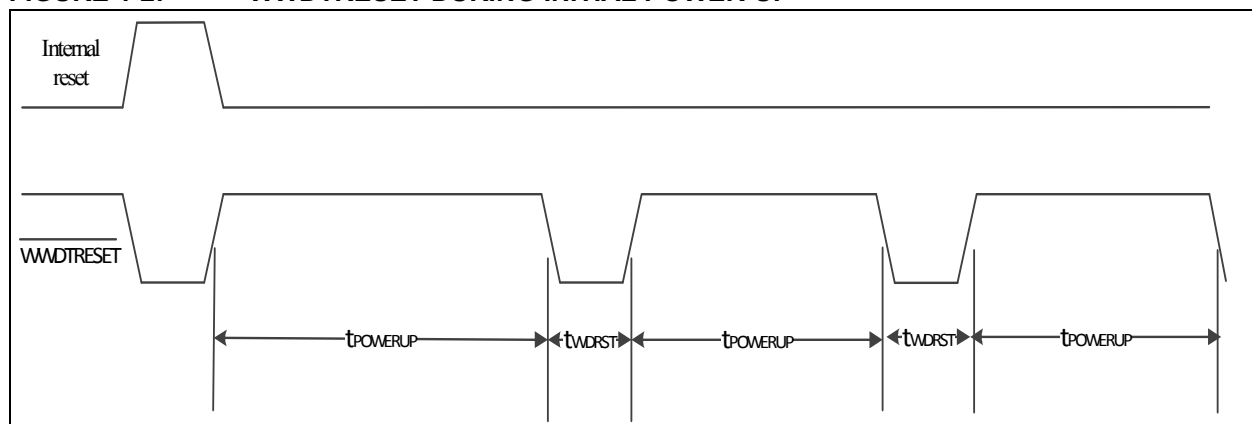 Internal
reset
WWDTRESET
tPOWERUP
tWDRST
tPOWERUP
tWDRST
tPOWERUP